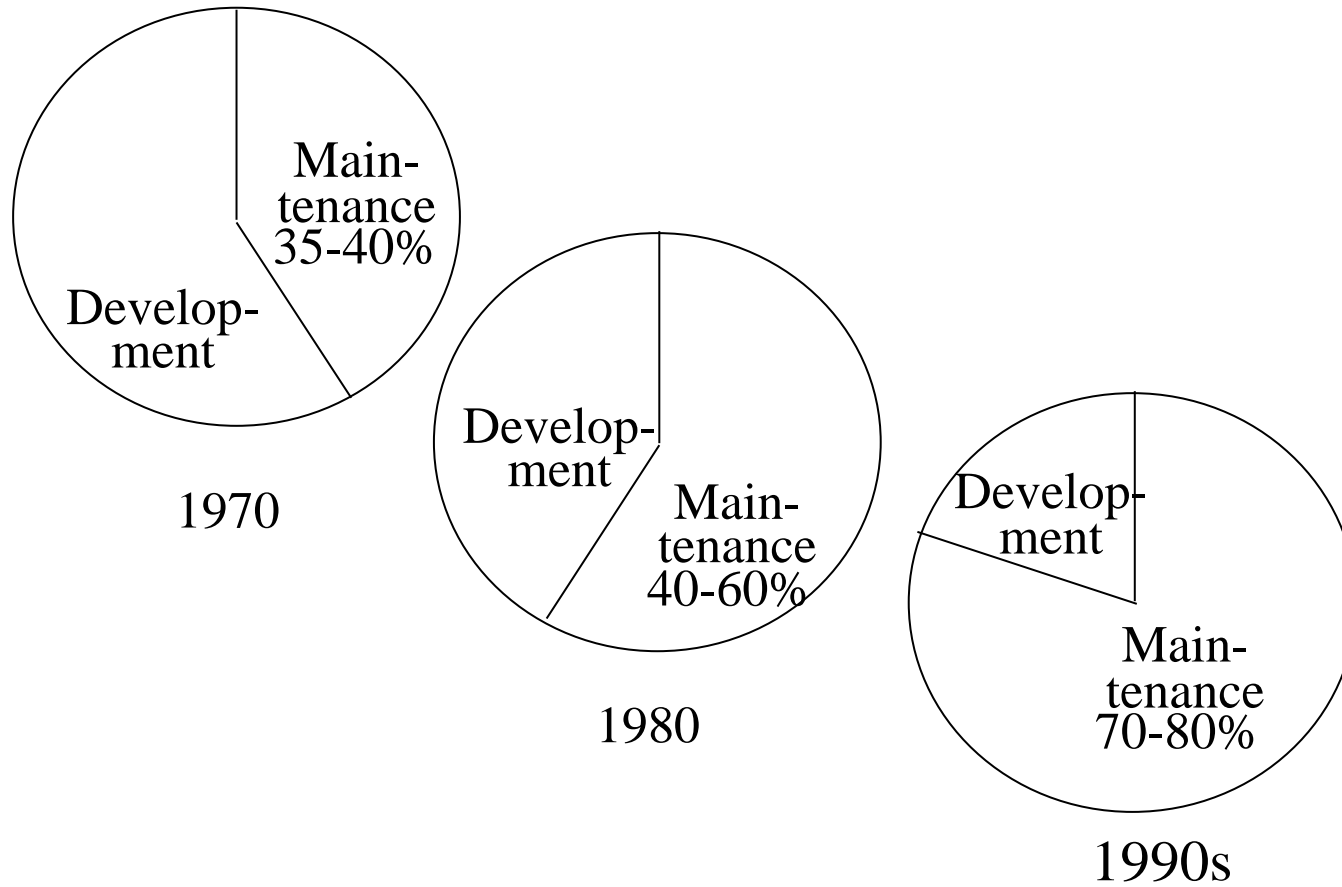 Main-
tenance
35-40%
Develop-
ment
1970
Develop-
ment
Main-
tenance
40-60%
1980
Develop-
ment
Main-
tenance
70-80%
1990s